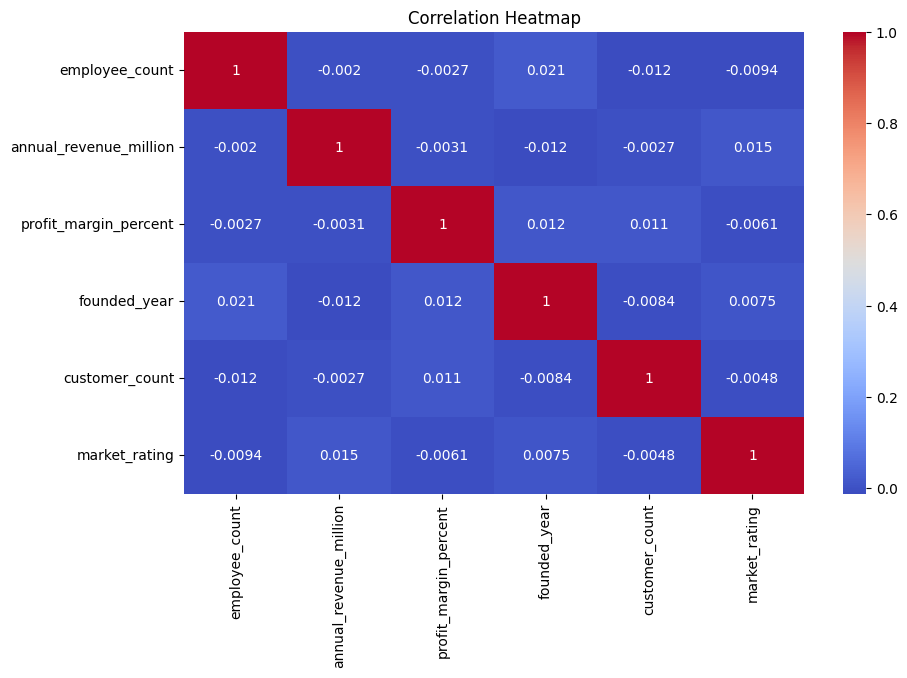 Correlation Heatmap
employee_count 1 -0.002 -0.0027 0.021 -0.012 -0.0094
annual_revenue_million -0.002 1 -0.0031 -0.012 -0.0027 0.015
profit_margin_percent -0.0027 -0.0031 1 0.012 0.011 -0.0061
founded_year 0.021 -0.012 0.012 1 -0.0084 0.0075
customer_count -0.012 -0.0027 0.011 -0.0084 1 -0.0048
market_rating -0.0094 0.015 -0.0061 0.0075 -0.0048 1
employee_count
annual_revenue_million
profit_margin_percent
founded_year
customer_count
market_rating
1.0
0.8
0.6
0.4
0.2
0.0